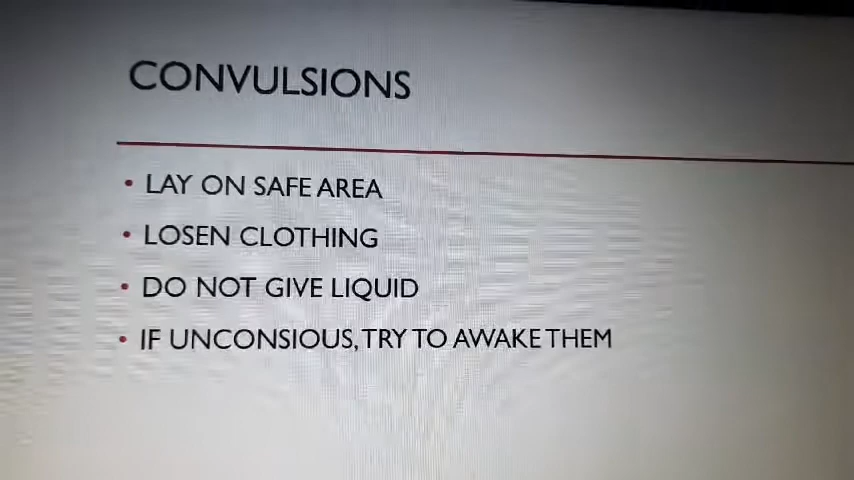 CONVULSIONS
• LAY ON SAFE AREA
• LOSEN CLOTHING
• DO NOT GIVE LIQUID
• IF UNCONSIOUS, TRY TO AWAKE THEM